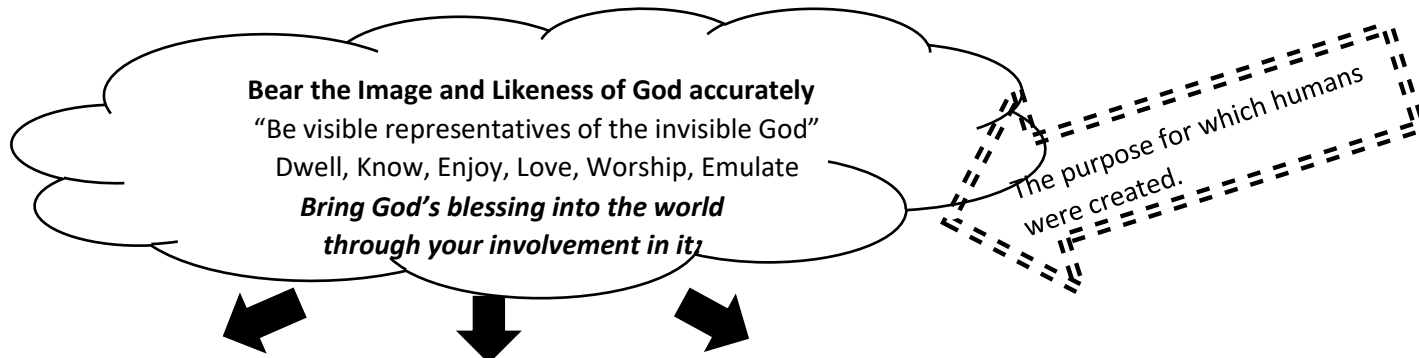 Bear the Image and Likeness of God accurately
“Be visible representatives of the invisible God”
Dwell, Know, Enjoy, Love, Worship, Emulate
Bring God’s blessing into the world
through your involvement in it.
The purpose for which humans
were created.